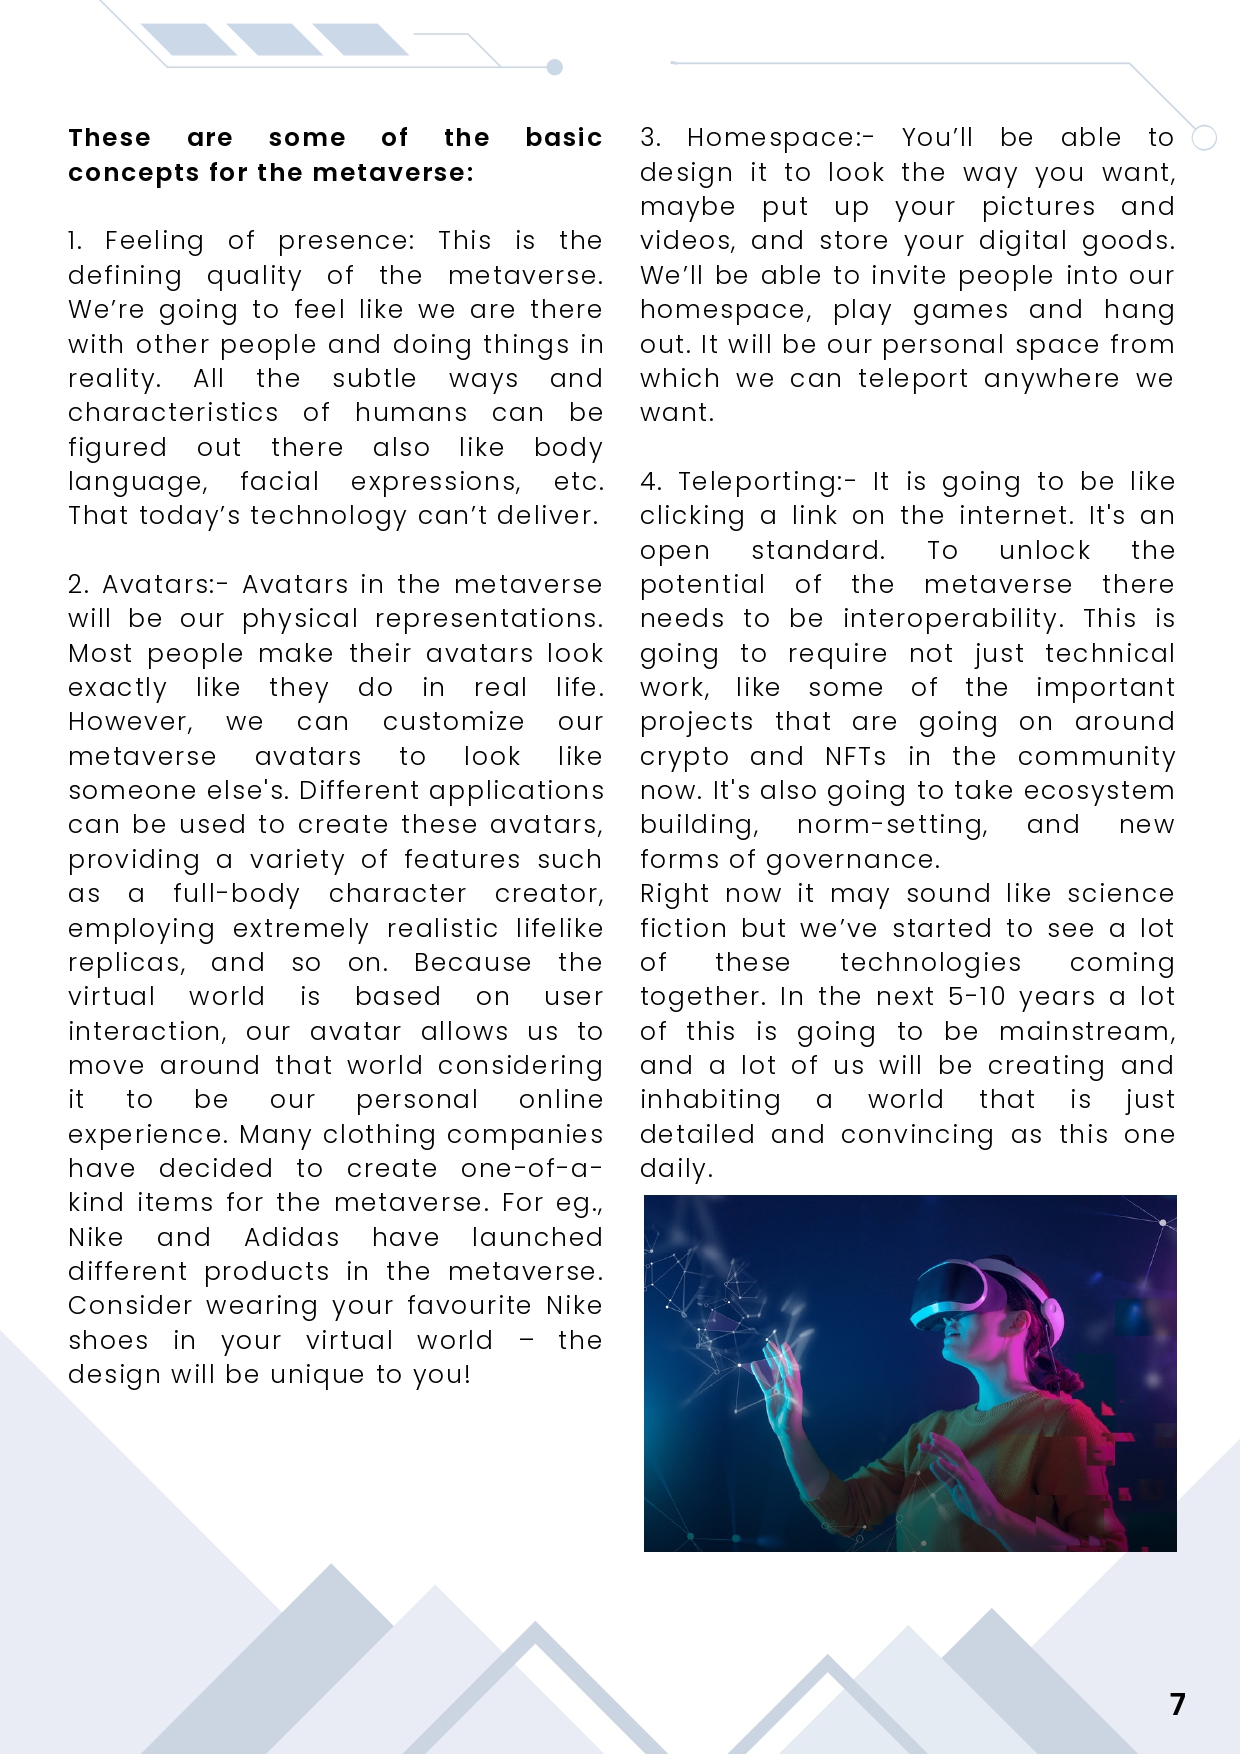 These are some of the basic
concepts for the metaverse:
1. Feeling of presence: This is the
defining quality of the metaverse.
We’re going to feel like we are there
with other people and doing things in
reality. All the subtle ways and
characteristics of humans can be
figured out there also like body
language, facial expressions, etc.
That today’s technology can’t deliver.
2. Avatars:- Avatars in the metaverse
will be our physical representations.
Most people make their avatars look
exactly like they do in real life.
However, we can customize our
metaverse avatars to look like
someone else's. Different applications
can be used to create these avatars,
providing a variety of features such
as a full-body character creator,
employing extremely realistic lifelike
replicas, and so on. Because the
virtual world is based on user
interaction, our avatar allows us to
move around that world considering
it to be our personal online
experience. Many clothing companies
have decided to create one-of-a-
kind items for the metaverse. For eg.,
Nike and Adidas have launched
different products in the metaverse.
Consider wearing your favourite Nike
shoes in your virtual world – the
design will be unique to you!
3. Homespace:- You’ll be able to
design it to look the way you want,
maybe put up your pictures and
videos, and store your digital goods.
We’ll be able to invite people into our
homespace, play games and hang
out. It will be our personal space from
which we can teleport anywhere we
want.
4. Teleporting:- It is going to be like
clicking a link on the internet. It's an
open standard. To unlock the
potential of the metaverse there
needs to be interoperability. This is
going to require not just technical
work, like some of the important
projects that are going on around
crypto and NFTs in the community
now. It's also going to take ecosystem
building, norm-setting, and new
forms of governance.
Right now it may sound like science
fiction but we’ve started to see a lot
of these technologies coming
together. In the next 5-10 years a lot
of this is going to be mainstream,
and a lot of us will be creating and
inhabiting a world that is just
detailed and convincing as this one
daily.
7